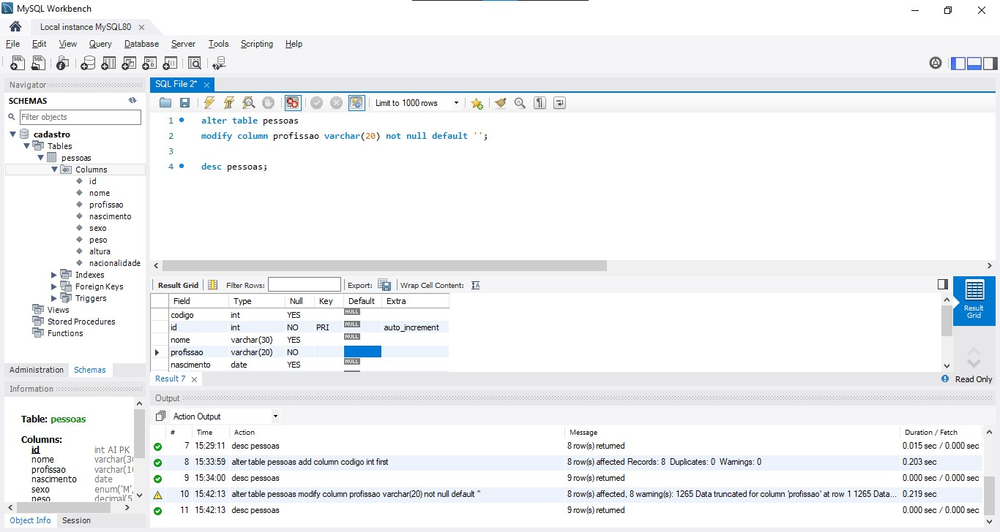 MySQL Workbench
Local instance MySQL80
File Edit View Query Database Server Tools Scripting Help
Navigator
SCHEMAS
Filter objects
cadastro
Tables
pessoas
Columns
id
nome
profissao
nascimento
sexo
peso
altura
nacionalidade
Indexes
Foreign Keys
Triggers
Views
Stored Procedures
Functions
Administration Schemas
Information
Table: pessoas
Columns:
id int AI PK
nome varchar(3
profissao varchar(1
nascimento date
sexo enum('M',
peso decimal(5
Object Info Session
SQL File 2*
Limit to 1000 rows
1 alter table pessoas
2 modify column profissao varchar(20) not null default '';
3
4 desc pessoas;
Result Grid Filter Rows: Export: Wrap Cell Content:
Field Type Null Key Default Extra
codigo int YES NULL
id int NO PRI NULL auto_increment
nome varchar(30) YES NULL
profissao varchar(20) NO
nascimento date YES NULL
Result Grid
Result 7
Read Only
Output
Action Output
# Time Action Message Duration / Fetch
7 15:29:11 desc pessoas 8 row(s) returned 0.015 sec / 0.000 sec
8 15:33:59 alter table pessoas add column codigo int first 8 row(s) affected Records: 8 Duplicates: 0 Warnings: 0 0.203 sec
9 15:34:00 desc pessoas 9 row(s) returned 0.000 sec / 0.000 sec
10 15:42:13 alter table pessoas modify column profissao varchar(20) not null default '' 8 row(s) affected, 8 warning(s): 1265 Data truncated for column 'profissao' at row 1 1265 Data... 0.219 sec
11 15:42:13 desc pessoas 9 row(s) returned 0.000 sec / 0.000 sec